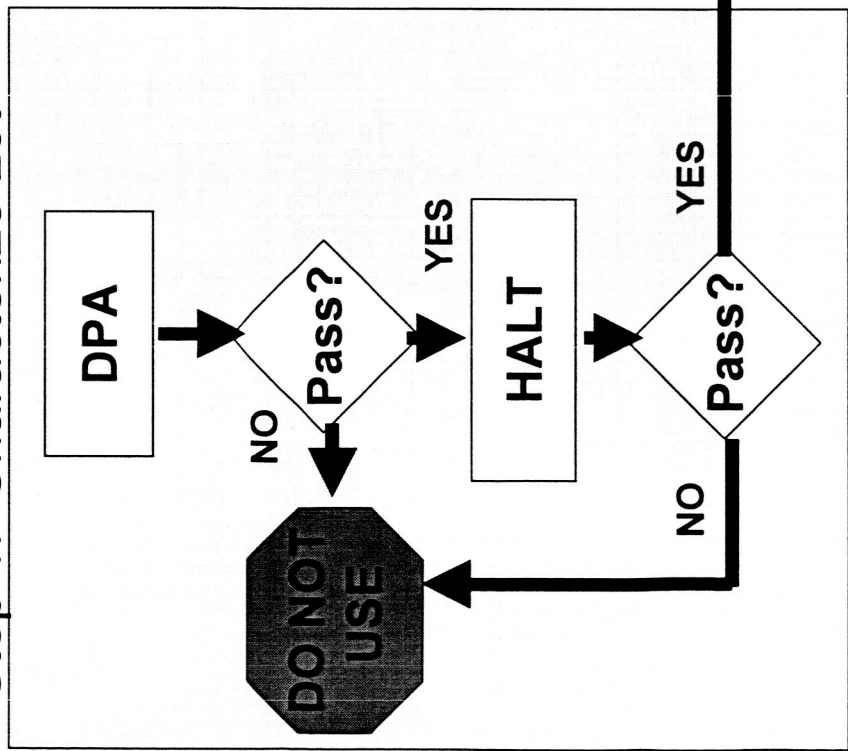 DPA
NO
Pass?
YES
DO NOT
USE
HALT
NO
Pass?
YES